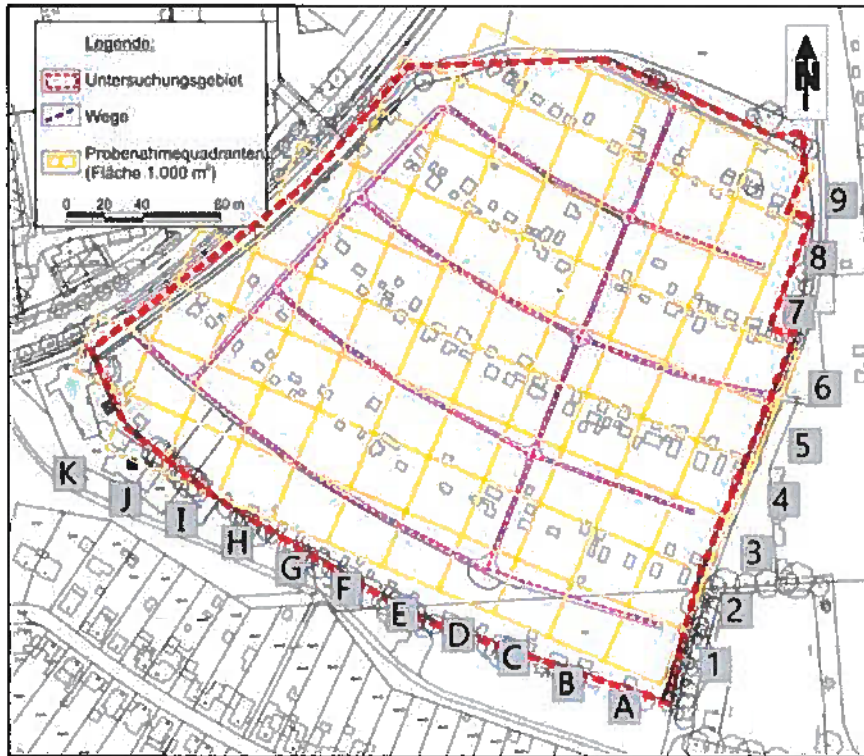 Legende:
Untersuchungsgebiet
Wege
Probenahmequadranten
(Fläche 1.000 m²)
0 20 40 80 m
N
9
8
7
6
5
4
3
2
1
K
J
I
H
G
F
E
D
C
B
A